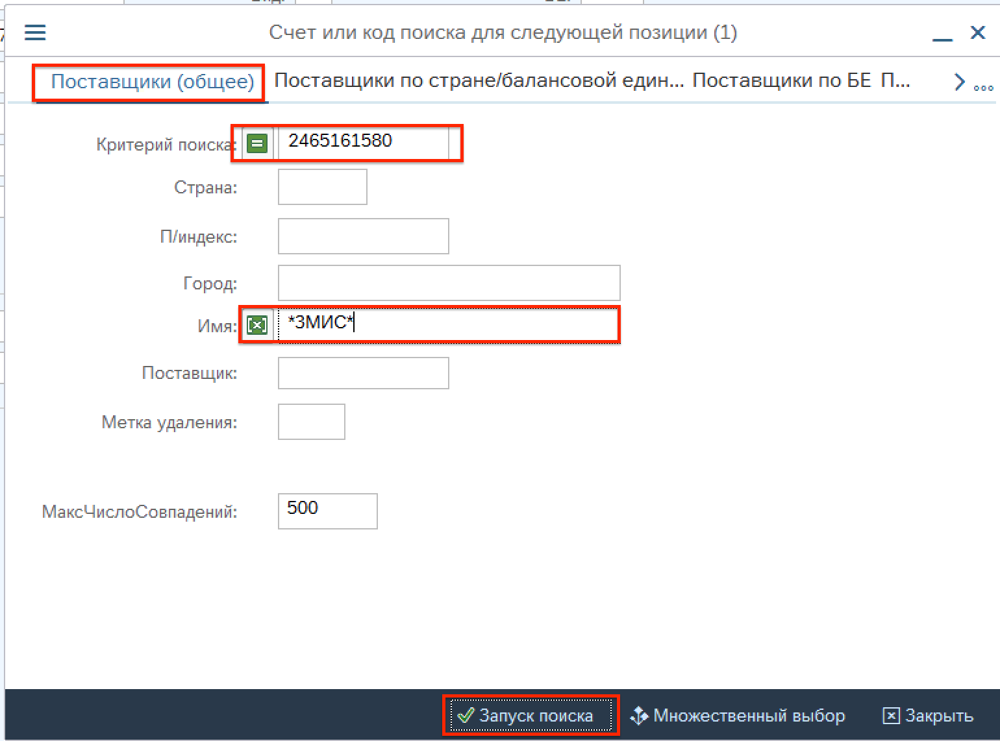 Счет или код поиска для следующей позиции (1)
Поставщики (общее) Поставщики по стране/балансовой един... Поставщики по БЕ П...
Критерий поиска: 2465161580
Страна:
П/индекс:
Город:
Имя: *ЗМИС*
Поставщик:
Метка удаления:
МаксЧислоСовпадений: 500
Запуск поиска Множественный выбор Закрыть